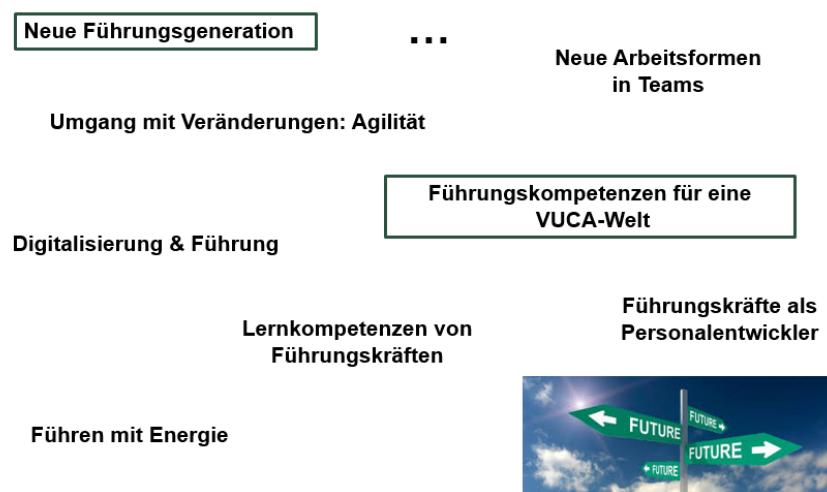 Neue Führungsgeneration
...
Neue Arbeitsformen
in Teams
Umgang mit Veränderungen: Agilität
Führungskompetenzen für eine
VUCA-Welt
Digitalisierung & Führung
Führungskräfte als
Personalentwickler
Lernkompetenzen von
Führungskräften
Führen mit Energie
FUTURE
FUTURE
FUTURE
FUTURE